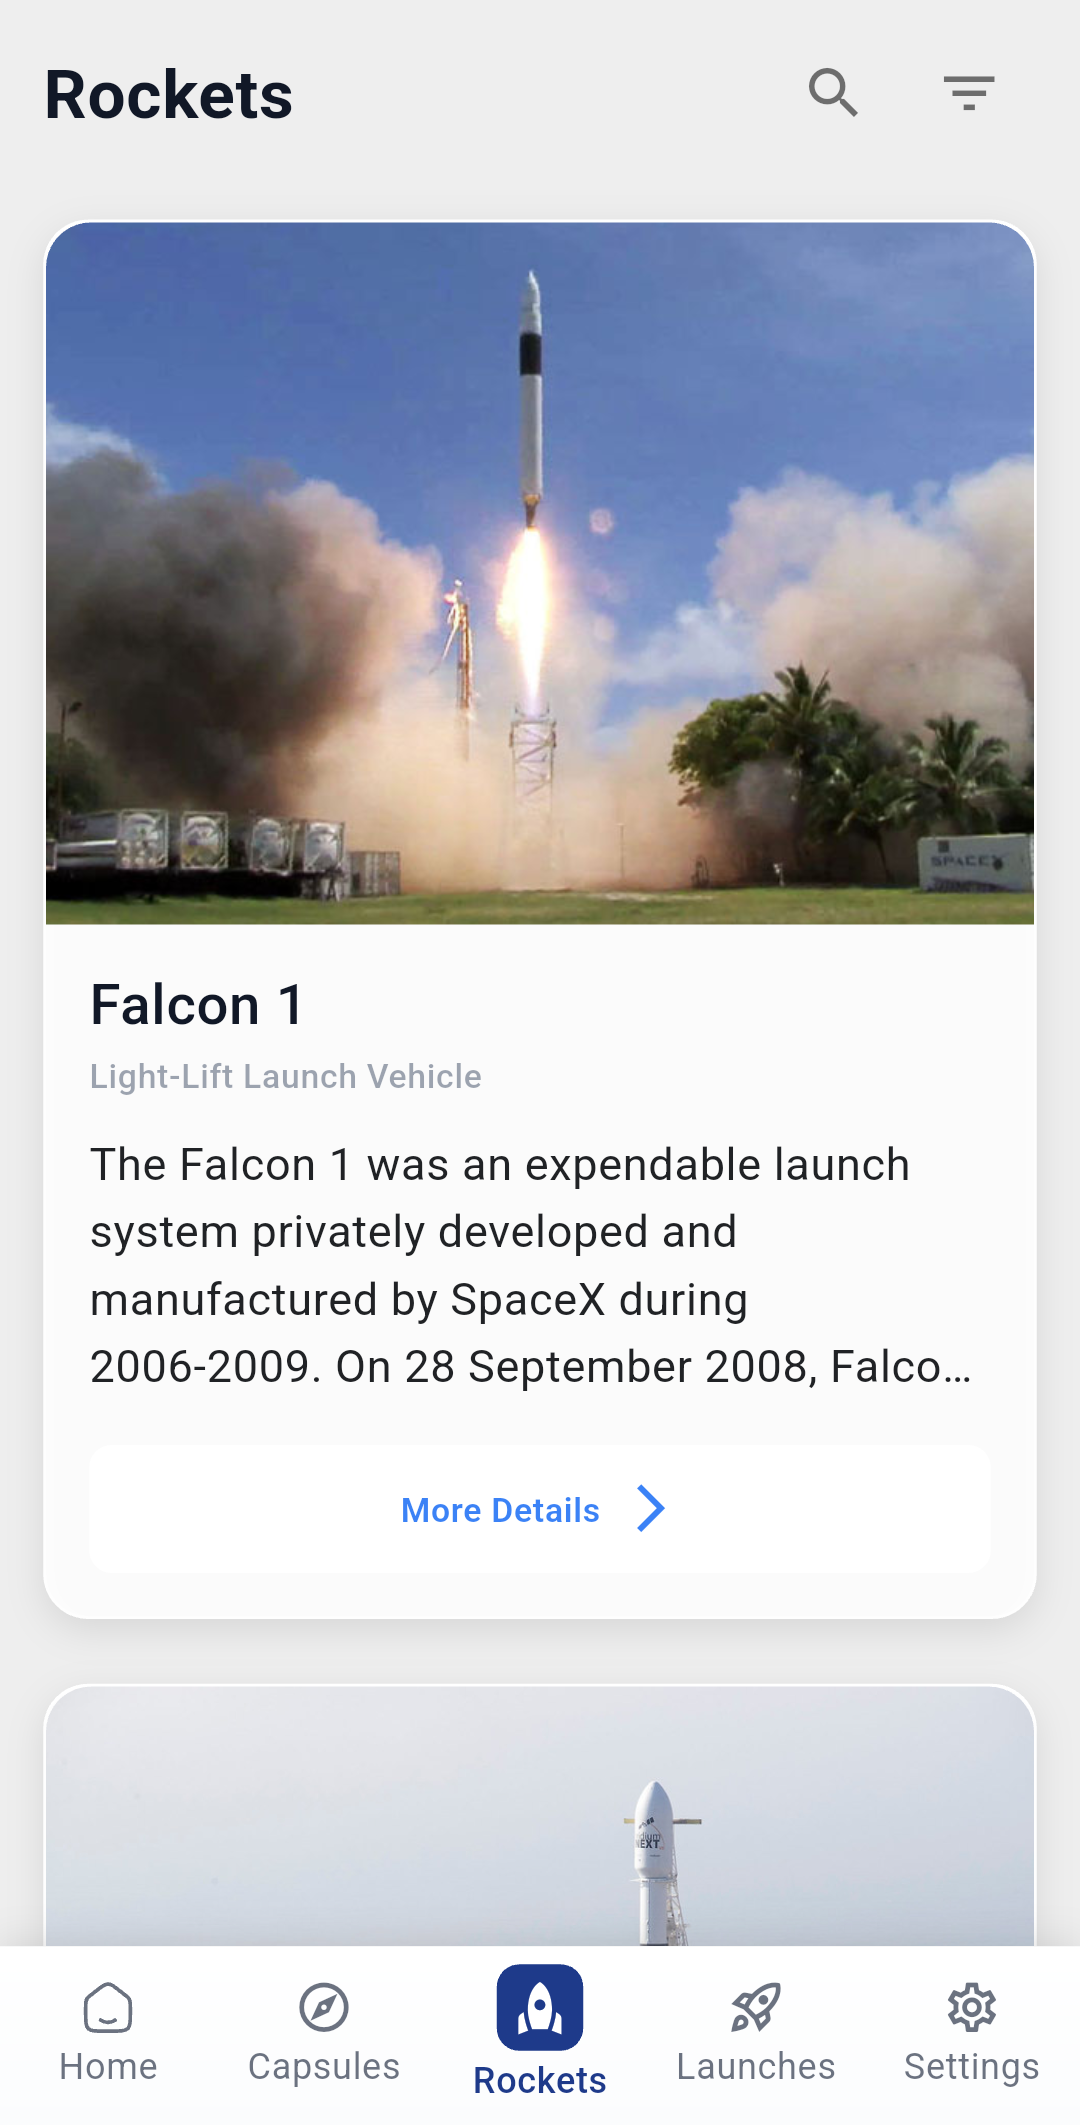 Rockets
SPACEX
Falcon 1
Light-Lift Launch Vehicle
The Falcon 1 was an expendable launch
system privately developed and
manufactured by SpaceX during
2006-2009. On 28 September 2008, Falco…
More Details
NEXT
Home
Capsules
Rockets
Launches
Settings